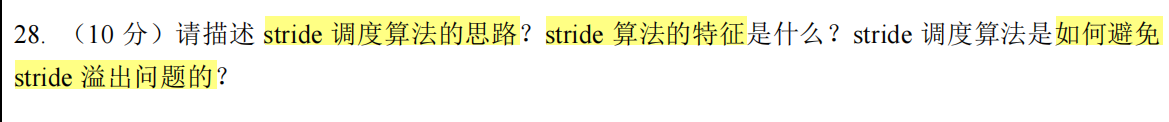 28. （10 分）请描述 stride 调度算法的思路？stride 算法的特征是什么？stride 调度算法是如何避免
stride 溢出问题的？